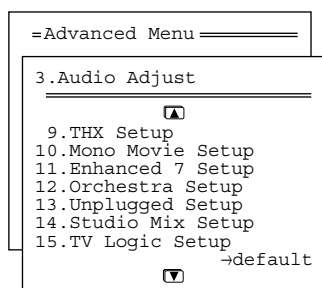 =Advanced Menu
3.Audio Adjust
9.THX Setup
10.Mono Movie Setup
11.Enhanced 7 Setup
12.Orchestra Setup
13.Unplugged Setup
14.Studio Mix Setup
15.TV Logic Setup
→default